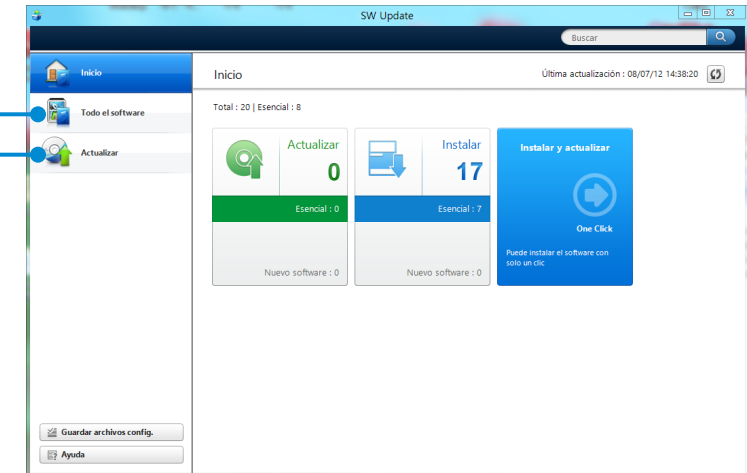 SW Update
Buscar
Inicio
Todo el software
Actualizar
Guardar archivos config.
Ayuda
Inicio
Última actualización : 08/07/12 14:38:20
Total : 20 | Esencial : 8
Actualizar
0
Esencial : 0
Nuevo software : 0
Instalar
17
Esencial : 7
Nuevo software : 0
Instalar y actualizar
One Click
Puede instalar el software con
solo un clic